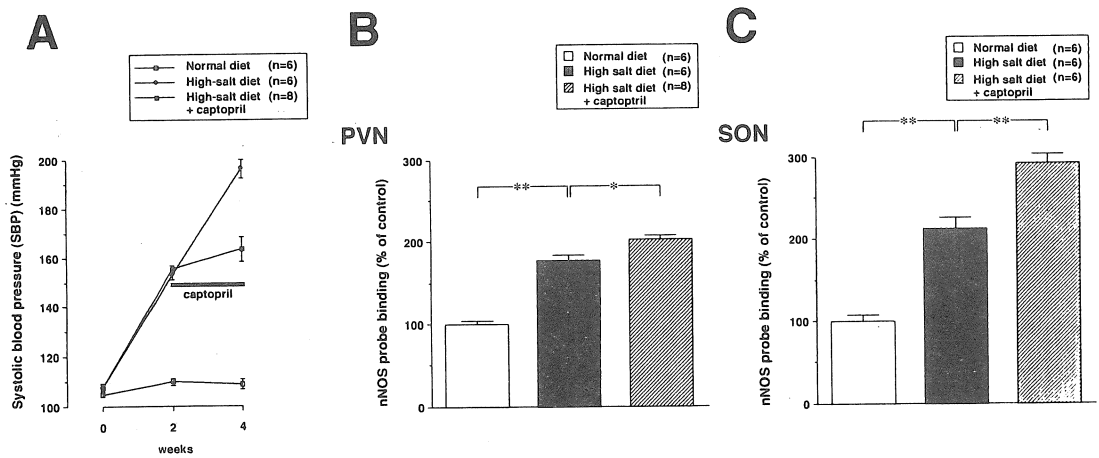 A
Normal diet (n=6)
High-salt diet (n=6)
High-salt diet (n=8)
+ captopril
Systolic blood pressure (SBP) (mmHg)
200
180
160
140
110
100
captopril
0
2
4
weeks
B
Normal diet (n=6)
High salt diet (n=6)
High salt diet (n=8)
+ captoptril
PVN
nNOS probe binding (% of control)
300
200
100
0
**
*
C
Normal diet (n=6)
High salt diet (n=6)
High salt diet (n=6)
+ captopril
SON
nNOS probe binding (% of control)
300
200
100
0
**
**